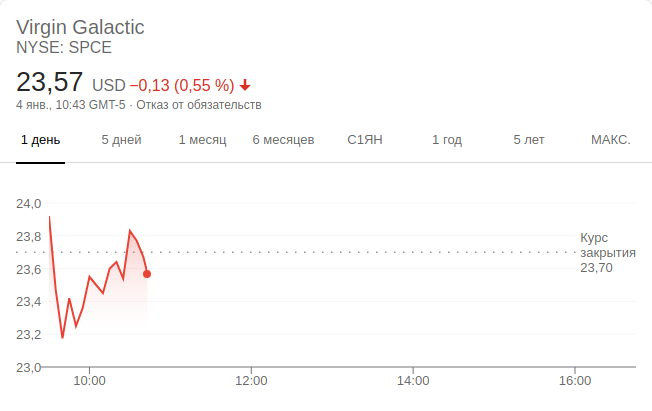 Virgin Galactic
NYSE: SPCE
23,57 USD −0,13 (0,55 %)
4 янв., 10:43 GMT-5 · Отказ от обязательств
1 день 5 дней 1 месяц 6 месяцев С1ЯН 1 год 5 лет МАКС.
24,0
23,8
23,6
23,4
23,2
23,0
Курс
закрытия
23,70
10:00 12:00 14:00 16:00